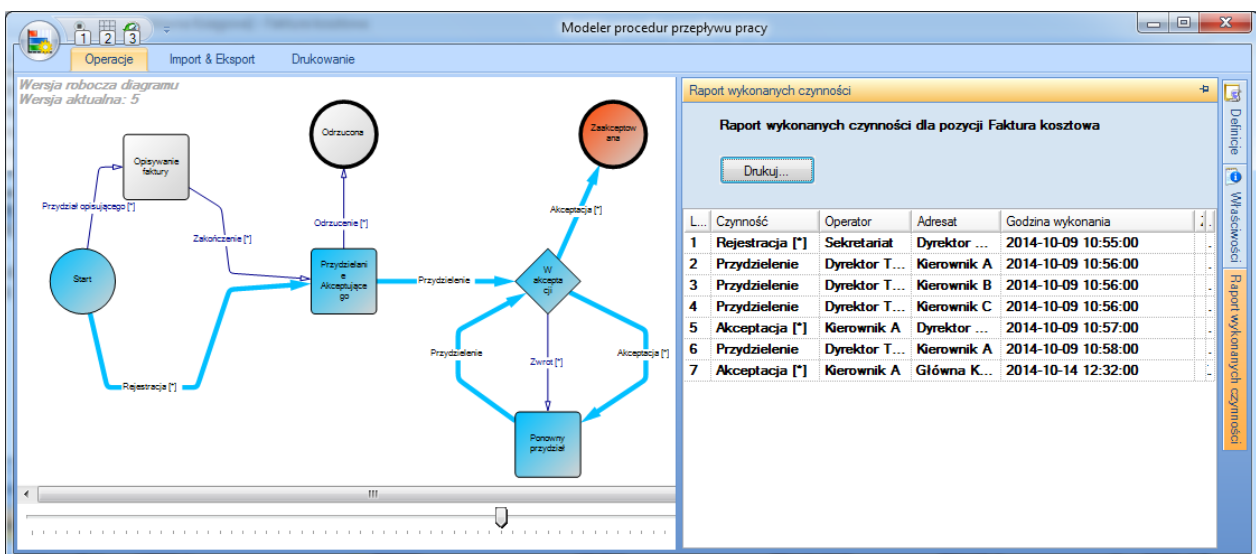 Modeler procedur przepływu pracy
1 2 3
Operacje Import & Eksport Drukowanie
Wersja robocza diagramu
Wersja aktualna: 5
Opisywanie
faktury
Odrzucona
Zaakceptow
ana
Przydział opisującego [*]
Zakończenie [*]
Odrzucenie [*]
Akceptacja [*]
Start
Przydzielani
e
Akceptujące
go
Przydzielenie
W
akcepta
cji
Przydzielenie
Zwrot [*]
Akceptacja [*]
Rejestracja [*]
Ponowny
przydział
Raport wykonanych czynności
Raport wykonanych czynności dla pozycji Faktura kosztowa
Drukuj...
L... Czynność Operator Adresat Godzina wykonania
1 Rejestracja [*] Sekretariat Dyrektor ... 2014-10-09 10:55:00
2 Przydzielenie Dyrektor T... Kierownik A 2014-10-09 10:56:00
3 Przydzielenie Dyrektor T... Kierownik B 2014-10-09 10:56:00
4 Przydzielenie Dyrektor T... Kierownik C 2014-10-09 10:56:00
5 Akceptacja [*] Kierownik A Dyrektor ... 2014-10-09 10:57:00
6 Przydzielenie Dyrektor T... Kierownik A 2014-10-09 10:58:00
7 Akceptacja [*] Kierownik A Główna K... 2014-10-14 12:32:00
Definicje
Właściwości
Raport wykonanych czynności